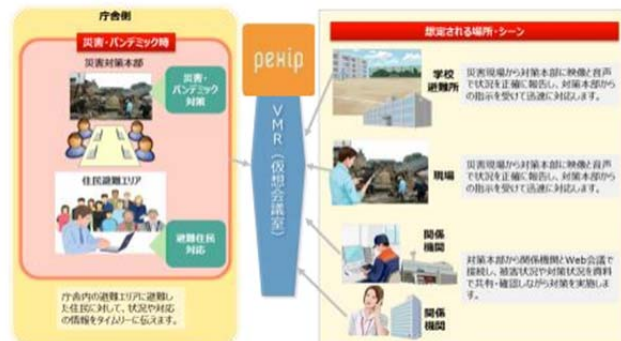 庁舎側
災害・パンデミック時
災害対策本部
災害・
パンデミック
対策
住民避難エリア
避難住民
対応
庁舎内の避難エリアに避難し
た住民に対して、状況や対応
の情報をタイムリーに伝えます。
pexip
VMR(仮想会議室)
想定される場所・シーン
学校
避難所
災害現場から対策本部に映像と音声
で状況を正確に報告し、対策本部から
の指示を受けて迅速に対応します。
現場
災害現場から対策本部に映像と音声
で状況を正確に報告し、対策本部から
の指示を受けて迅速に対応します。
関係
機関
対策本部から関係機関とWeb会議で
接続し、被害状況や対策状況を資料
で共有・確認しながら対策を実施しま
す。
関係
機関